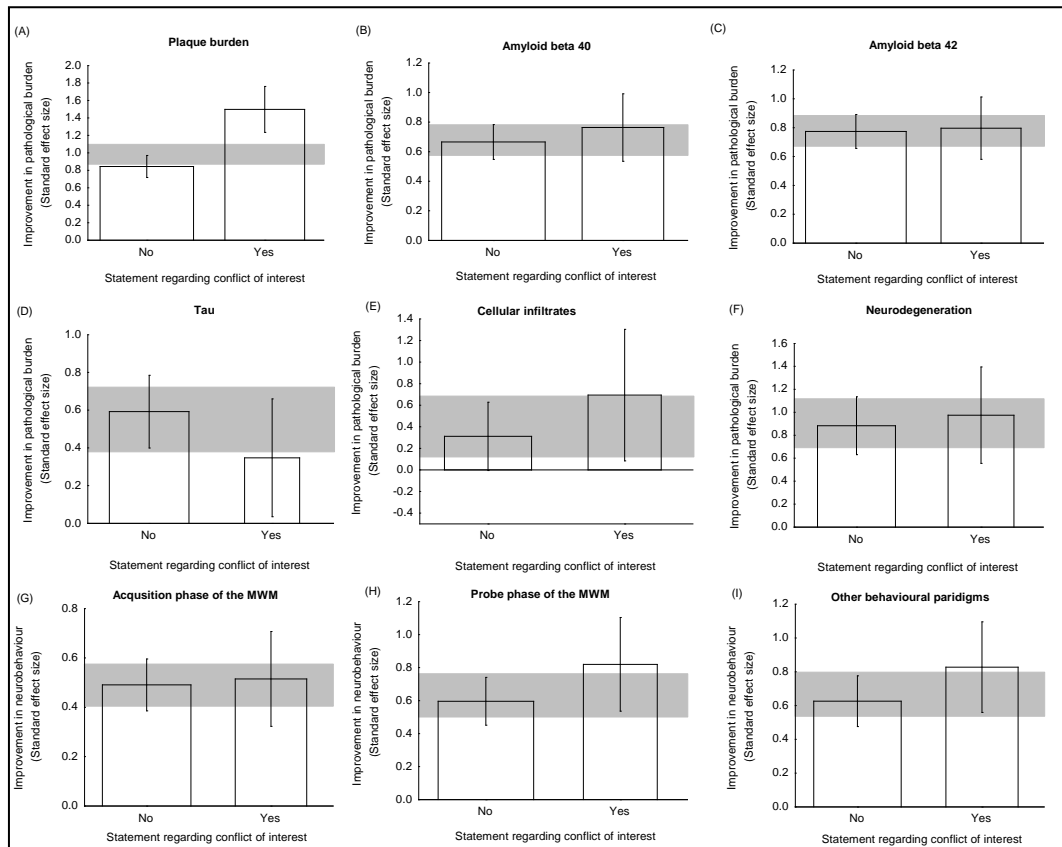 (A)
Plaque burden
Improvement in pathological burden
(Standard effect size)
2.0
1.8
1.6
1.4
1.2
1.0
0.8
0.6
0.4
0.2
0.0
No Yes
Statement regarding conflict of interest
(B)
Amyloid beta 40
Improvement in pathological burden
(Standard effect size)
1.2
1.0
0.8
0.6
0.4
0.2
0.0
No Yes
Statement regarding conflict of interest
(C)
Amyloid beta 42
Improvement in pathological burden
(Standard effect size)
1.2
1.0
0.8
0.6
0.4
0.2
0.0
No Yes
Statement regarding conflict of interest
(D)
Tau
Improvement in pathological burden
(Standard effect size)
1.0
0.8
0.6
0.4
0.2
0.0
No Yes
Statement regarding conflict of interest
(E)
Cellular infiltrates
Improvement in pathological burden
(Standard effect size)
1.4
1.2
1.0
0.8
0.6
0.4
0.2
0.0
-0.2
-0.4
No Yes
Statement regarding conflict of interest
(F)
Neurodegeneration
Improvement in pathological burden
(Standard effect size)
1.6
1.4
1.2
1.0
0.8
0.6
0.4
0.2
0.0
No Yes
Statement regarding conflict of interest
(G)
Acqusition phase of the MWM
Improvement in neurobehaviour
(Standard effect size)
0.8
0.6
0.4
0.2
0.0
No Yes
Statement regarding conflict of interest
(H)
Probe phase of the MWM
Improvement in neurobehaviour
(Standard effect size)
1.2
1.0
0.8
0.6
0.4
0.2
0.0
No Yes
Statement regarding conflict of interest
(I)
Other behavioural paridigms
Improvement in neurobehaviour
(Standard effect size)
1.2
1.0
0.8
0.6
0.4
0.2
0.0
No Yes
Statement regarding conflict of interest